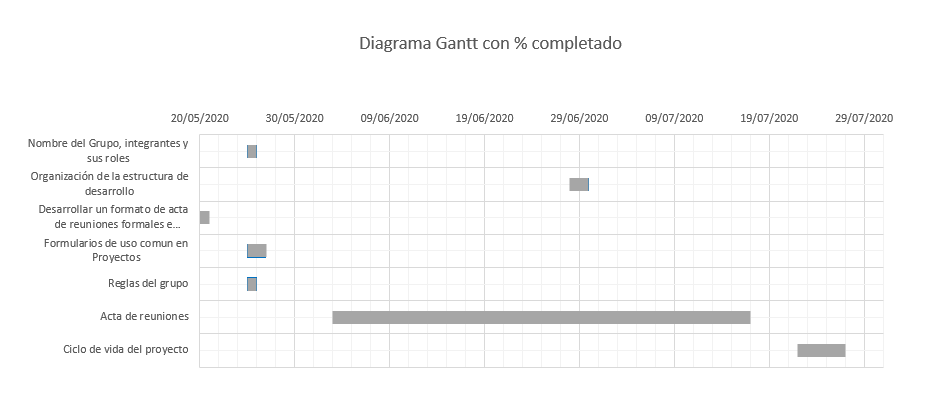 Diagrama Gantt con % completado
20/05/2020 30/05/2020 09/06/2020 19/06/2020 29/06/2020 09/07/2020 19/07/2020 29/07/2020
Nombre del Grupo, integrantes y
sus roles
Organización de la estructura de
desarrollo
Desarrollar un formato de acta
de reuniones formales e...
Formularios de uso comun en
Proyectos
Reglas del grupo
Acta de reuniones
Ciclo de vida del proyecto